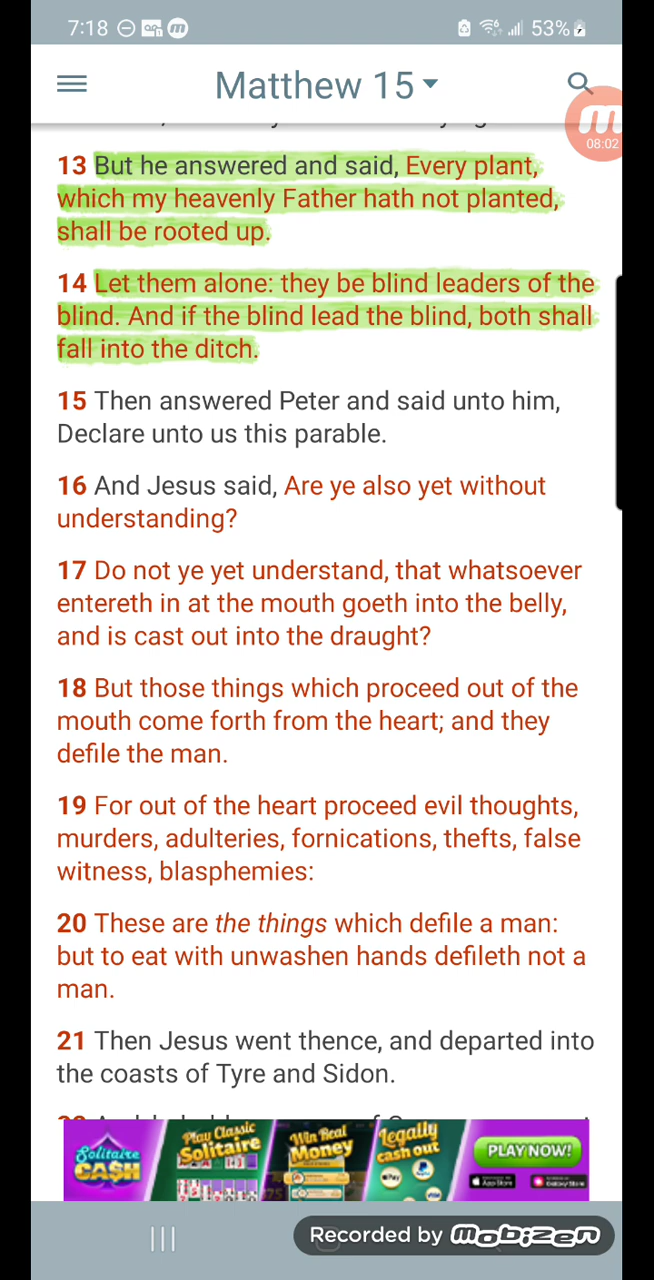 7:18 53%
Matthew 15
08:02
13 But he answered and said, Every plant,
which my heavenly Father hath not planted,
shall be rooted up.
14 Let them alone: they be blind leaders of the
blind. And if the blind lead the blind, both shall
fall into the ditch.
15 Then answered Peter and said unto him,
Declare unto us this parable.
16 And Jesus said, Are ye also yet without
understanding?
17 Do not ye yet understand, that whatsoever
entereth in at the mouth goeth into the belly,
and is cast out into the draught?
18 But those things which proceed out of the
mouth come forth from the heart; and they
defile the man.
19 For out of the heart proceed evil thoughts,
murders, adulteries, fornications, thefts, false
witness, blasphemies:
20 These are the things which defile a man:
but to eat with unwashen hands defileth not a
man.
21 Then Jesus went thence, and departed into
the coasts of Tyre and Sidon.
Solitaire
CASH
Play Classic
Solitaire
Win Real
Money
Legally
cash out
PLAY NOW!
App Store
Galaxy Store
Recorded by mobizen